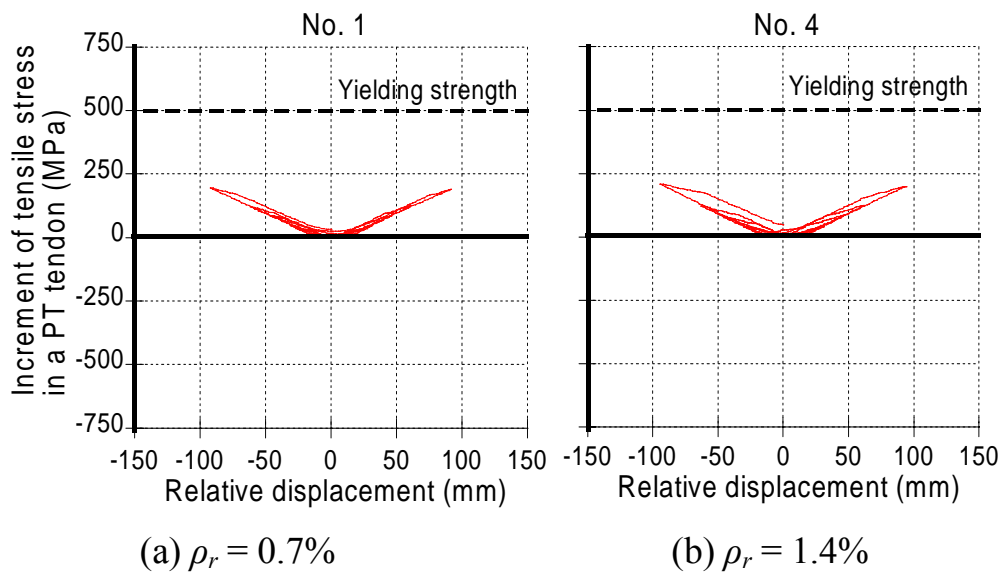 No. 1
No. 4
Increment of tensile stress
in a PT tendon (MPa)
750
500
250
0
-250
-500
-750
Yielding strength
Yielding strength
-150 -100 -50 0 50 100 150
-150 -100 -50 0 50 100 150
Relative displacement (mm)
Relative displacement (mm)
(a) ρr = 0.7%
(b) ρr = 1.4%